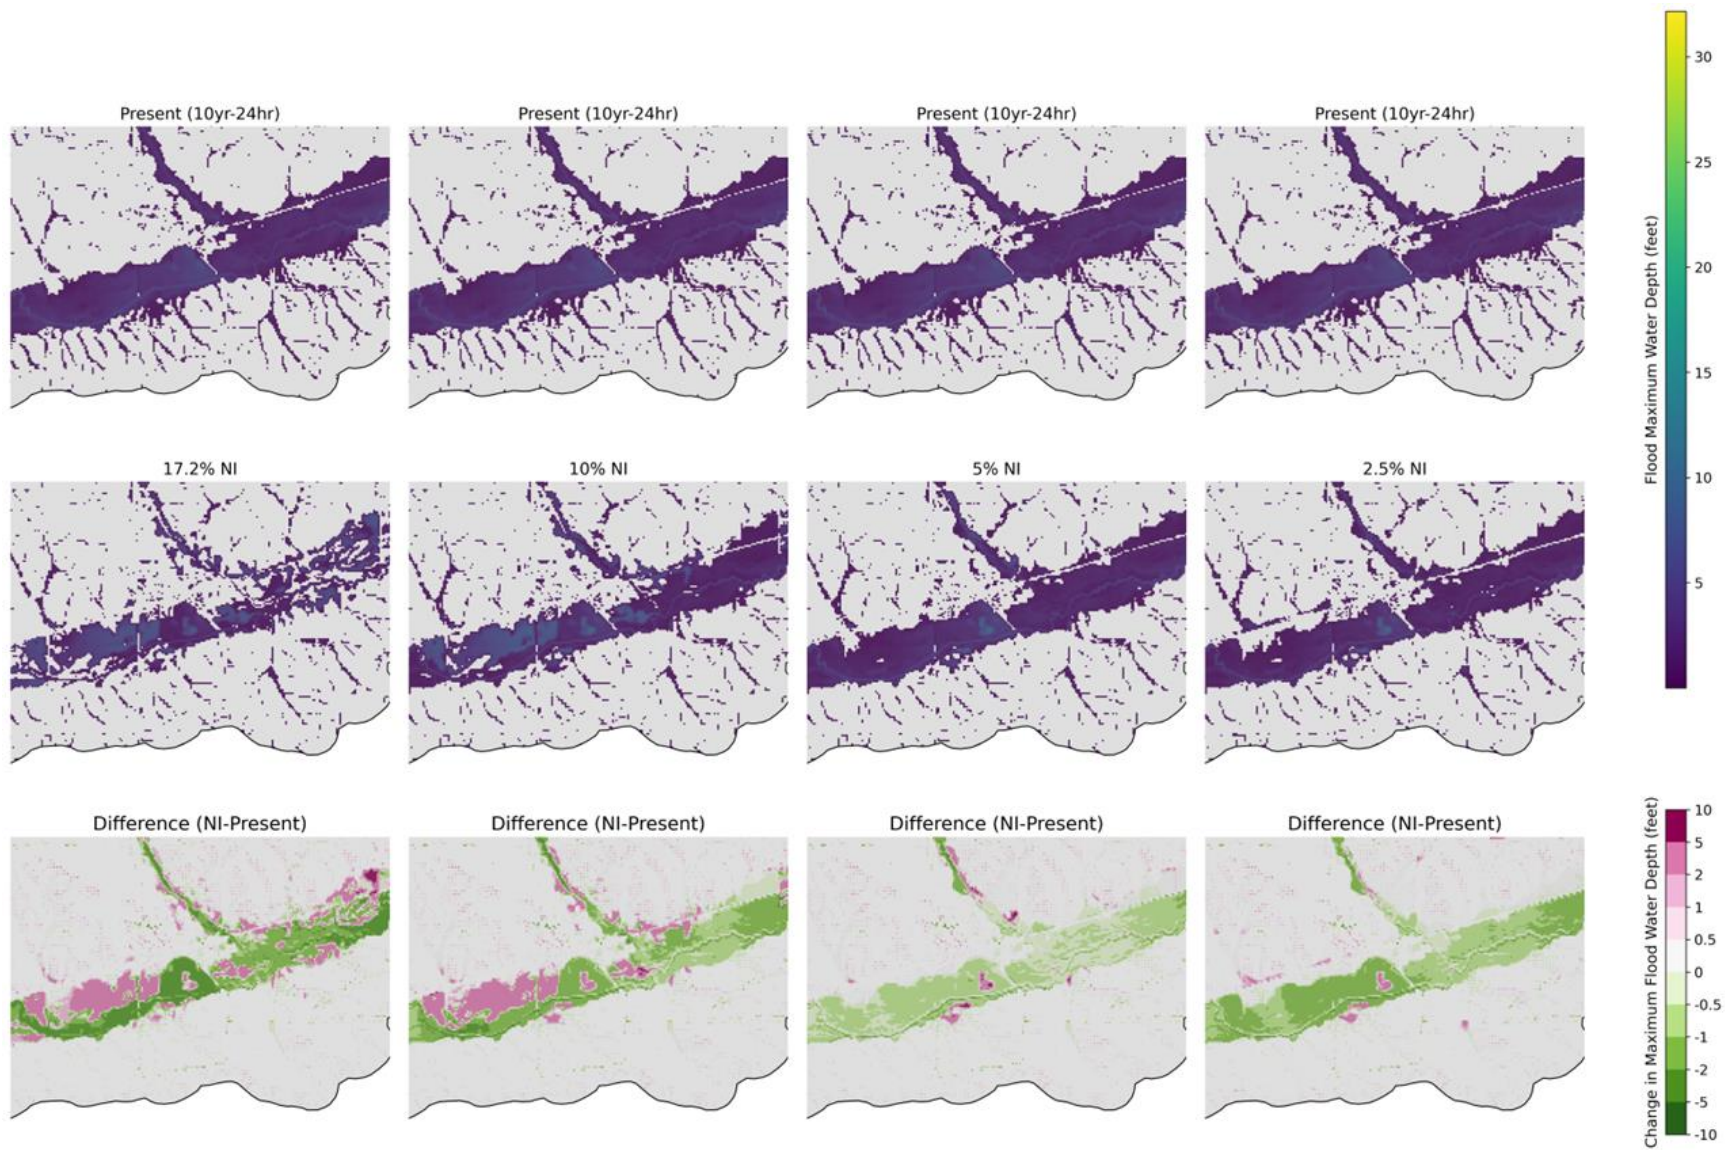 Present (10yr-24hr)
Present (10yr-24hr)
Present (10yr-24hr)
Present (10yr-24hr)
17.2% NI
10% NI
5% NI
2.5% NI
Difference (NI-Present)
Difference (NI-Present)
Difference (NI-Present)
Difference (NI-Present)
Flood Maximum Water Depth (feet)
30
25
20
15
10
5
Change in Maximum Flood Water Depth (feet)
10
5
2
1
0.5
0
-0.5
-1
-2
-5
-10